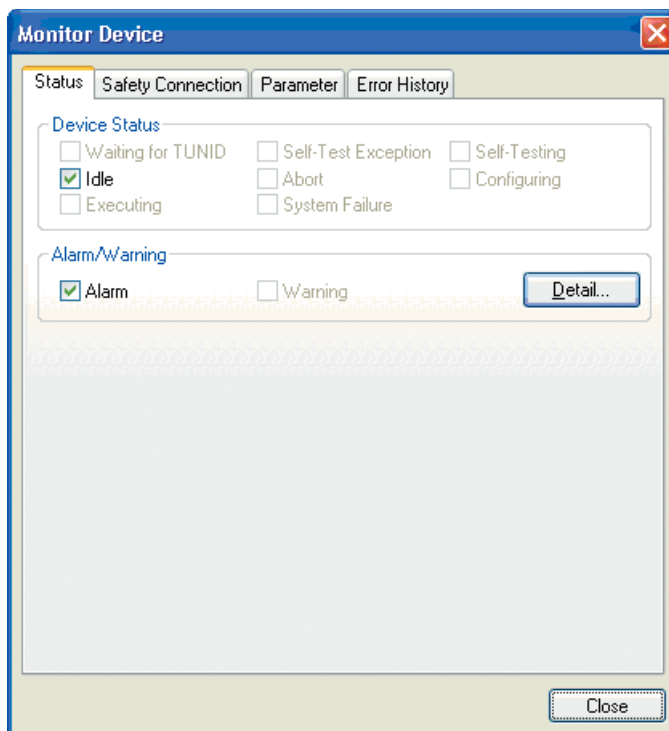 Monitor Device
Status Safety Connection Parameter Error History
Device Status
Waiting for TUNID Self-Test Exception Self-Testing
Idle Abort Configuring
Executing System Failure
Alarm/Warning
Alarm Warning Detail...
Close